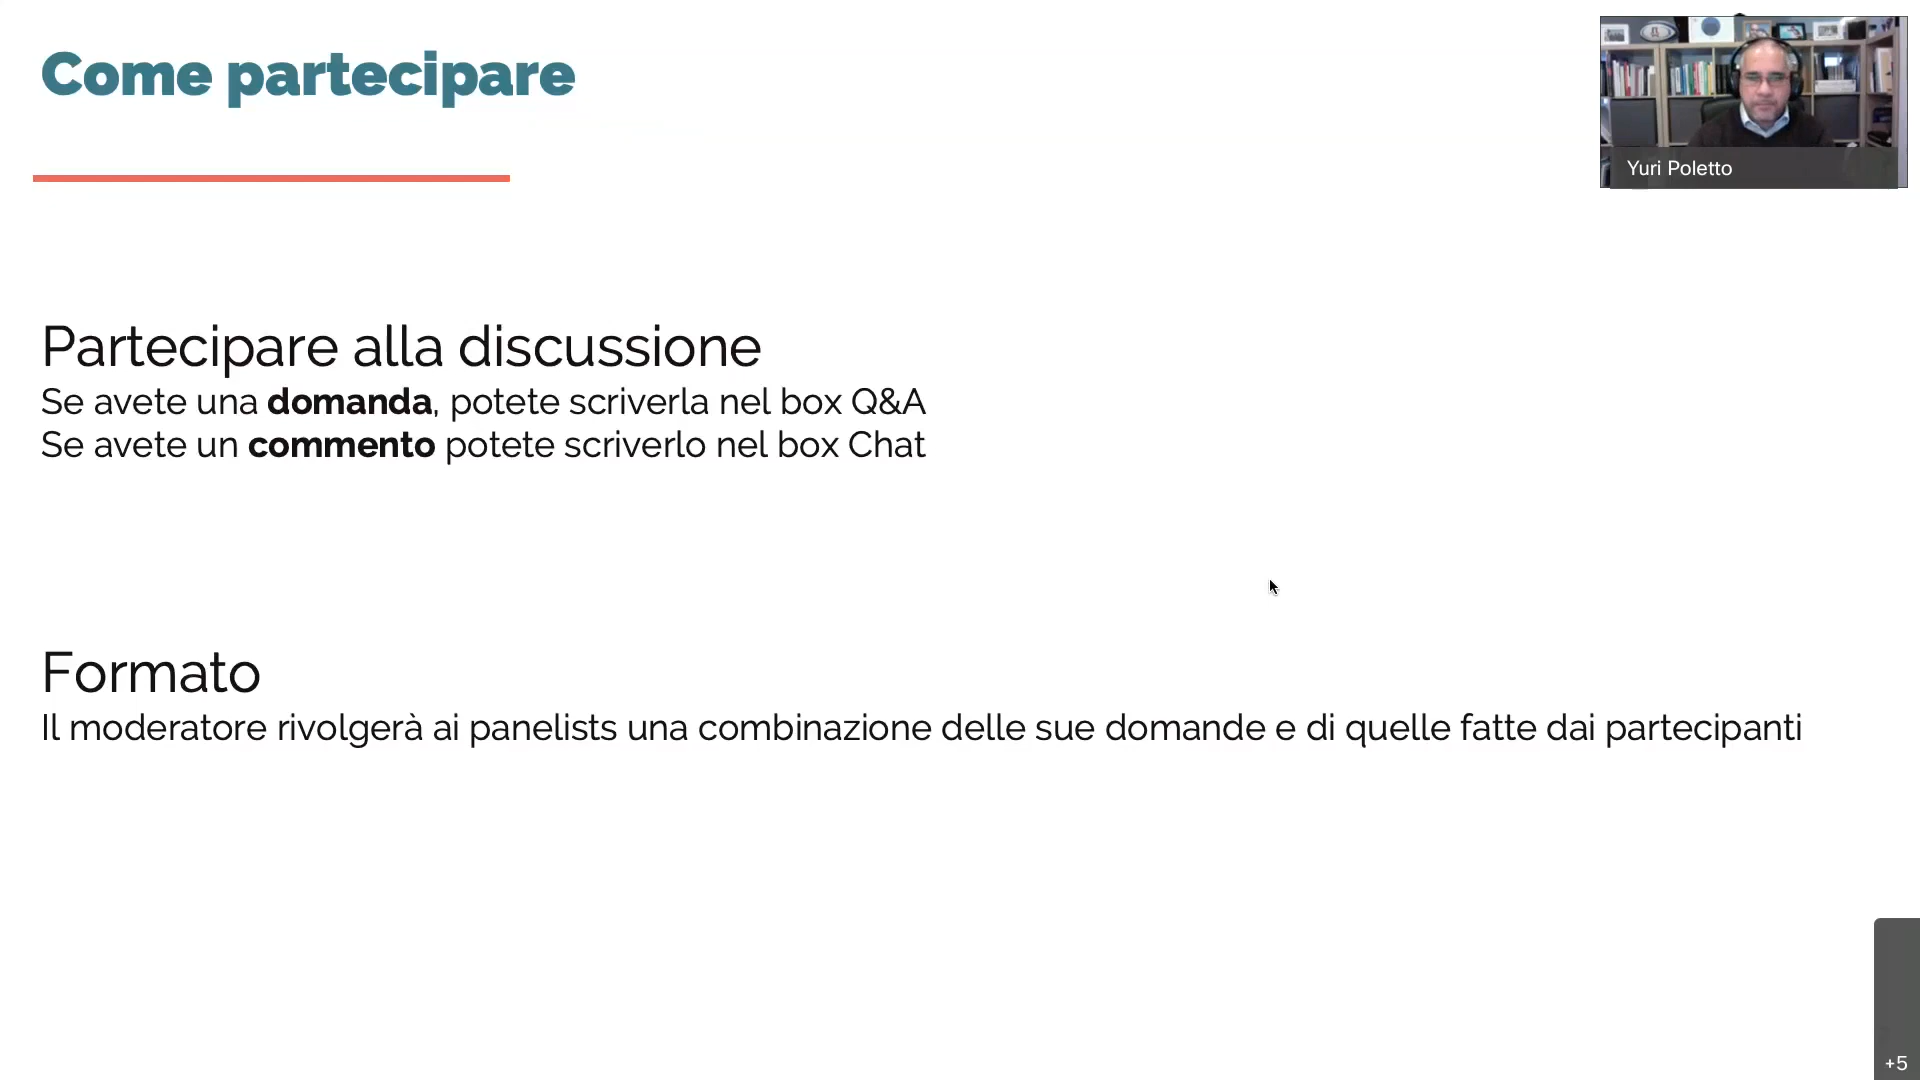 Come partecipare
Yuri Poletto
Partecipare alla discussione
Se avete una domanda, potete scriverla nel box Q&A
Se avete un commento potete scriverlo nel box Chat
Formato
Il moderatore rivolgerà ai panelists una combinazione delle sue domande e di quelle fatte dai partecipanti
+5